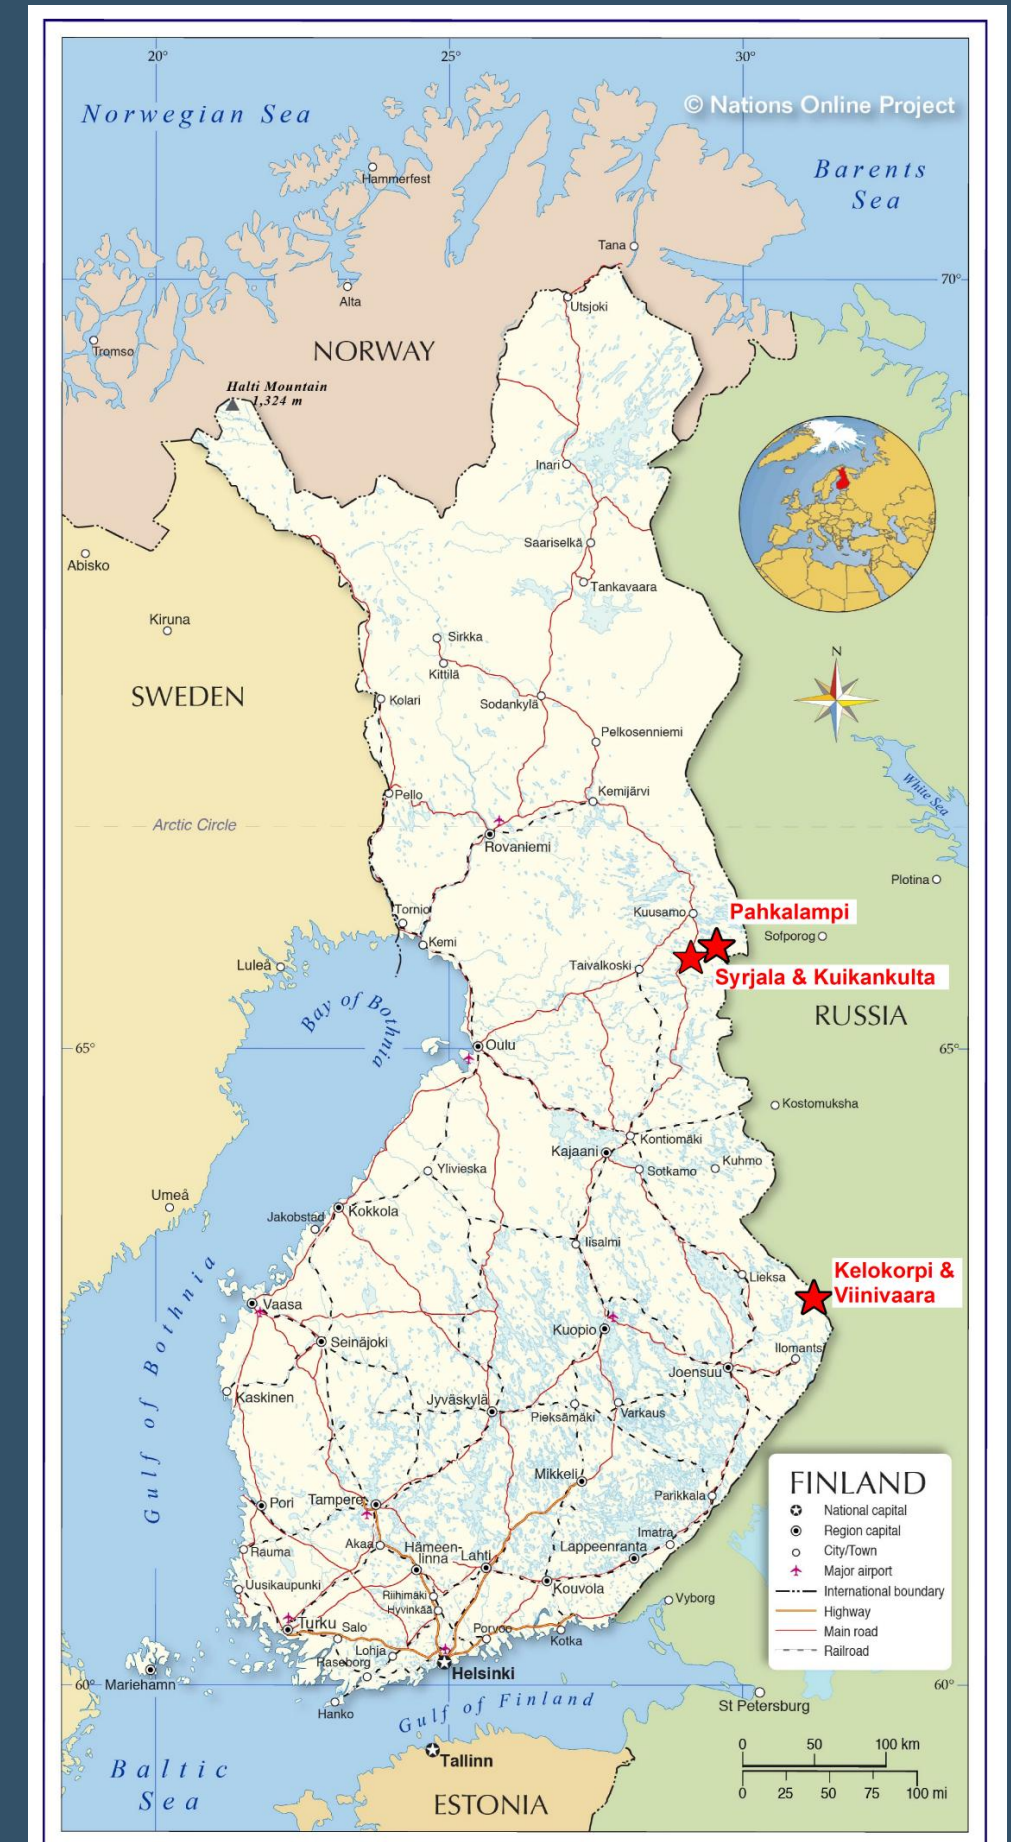 20°
25°
30°
© Nations Online Project
Norwegian Sea
Barents
Sea
Hammerfest
Tana
70°
Alta
Utsjoki
Tromsø
NORWAY
Halti Mountain
1,324 m
Inari
Saariselkä
Abisko
Tankavaara
Kiruna
Sirkka
N
Kittilä
SWEDEN
Kolari
Sodankylä
Pelkosenniemi
White Sea
Pello
Kemijärvi
Arctic Circle
Rovaniemi
Plotina
Tornio
Kuusamo
Pahkalampi
Kemi
Sofporog
Luleå
Taivalkoski
Syrjala & Kuikankulta
Bay of Bothnia
RUSSIA
Oulu
65°
65°
Kostomuksha
Kontiomäki
Kajaani
Sotkamo
Kuhmo
Ylivieska
Umeå
Jakobstad
Kokkola
Iisalmi
Gulf of Bothnia
Lieksa
Kelokorpi &
Viinivaara
Vaasa
Kuopio
Seinäjoki
Ilomantsi
Joensuu
Kaskinen
Jyväskylä
Pieksämäki
Varkaus
Mikkeli
Parikkala
Pori
Tampere
Imatra
Rauma
Akaa
Hämeen-
linna
Lahti
Lappeenranta
Uusikaupunki
Riihimäki
Hyvinkää
Kouvola
Vyborg
Turku
Salo
Porvoo
Kotka
Lohja
Raseborg
Helsinki
Mariehamn
60°
60°
Hanko
Gulf of Finland
St Petersburg
Baltic
Sea
Tallinn
ESTONIA
FINLAND
National capital
Region capital
City/Town
Major airport
International boundary
Highway
Main road
Railroad
0 50 100 km
0 25 50 75 100 mi